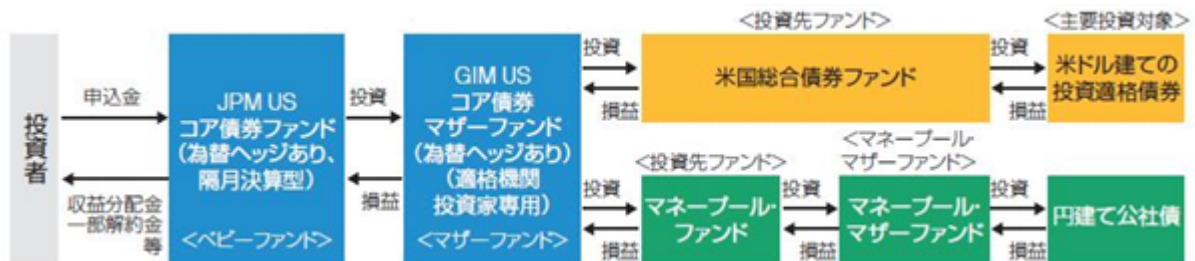 投資者
申込金
収益分配金
一部解約金
等
JPM US
コア債券ファンド
(為替ヘッジあり、
隔月決算型)
<ベビーファンド>
投資
損益
GIM US
コア債券
マザーファンド
(為替ヘッジあり)
(適格機関
投資家専用)
<マザーファンド>
<投資先ファンド>
投資
損益
米国総合債券ファンド
投資
損益
<主要投資対象>
米ドル建ての
投資適格債券
<投資先ファンド>
投資
損益
マネープール・
ファンド
投資
損益
<マネープール・
マザーファンド>
マネープール・
マザーファンド
投資
損益
円建て公社債